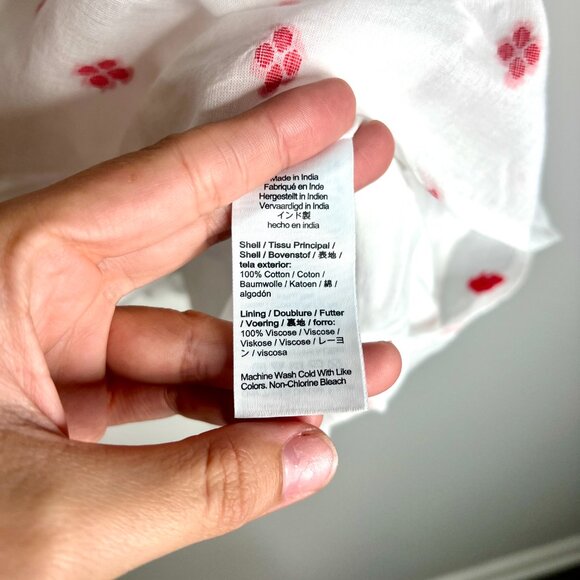 Made in India
Fabriqué en Inde
Hergestellt in Indien
Vervaardigd in India
インド製
hecho en india
Shell / Tissu Principal /
Shell / Bovenstof / 表地 /
tela exterior:
100% Cotton / Coton /
Baumwolle / Katoen / 綿 /
algodón
Lining / Doublure / Futter
/ Voering / 裏地 / forro:
100% Viscose / Viscose /
Viskose / Viscose / レーヨ
ン / viscosa
Machine Wash Cold With Like
Colors. Non-Chlorine Bleach